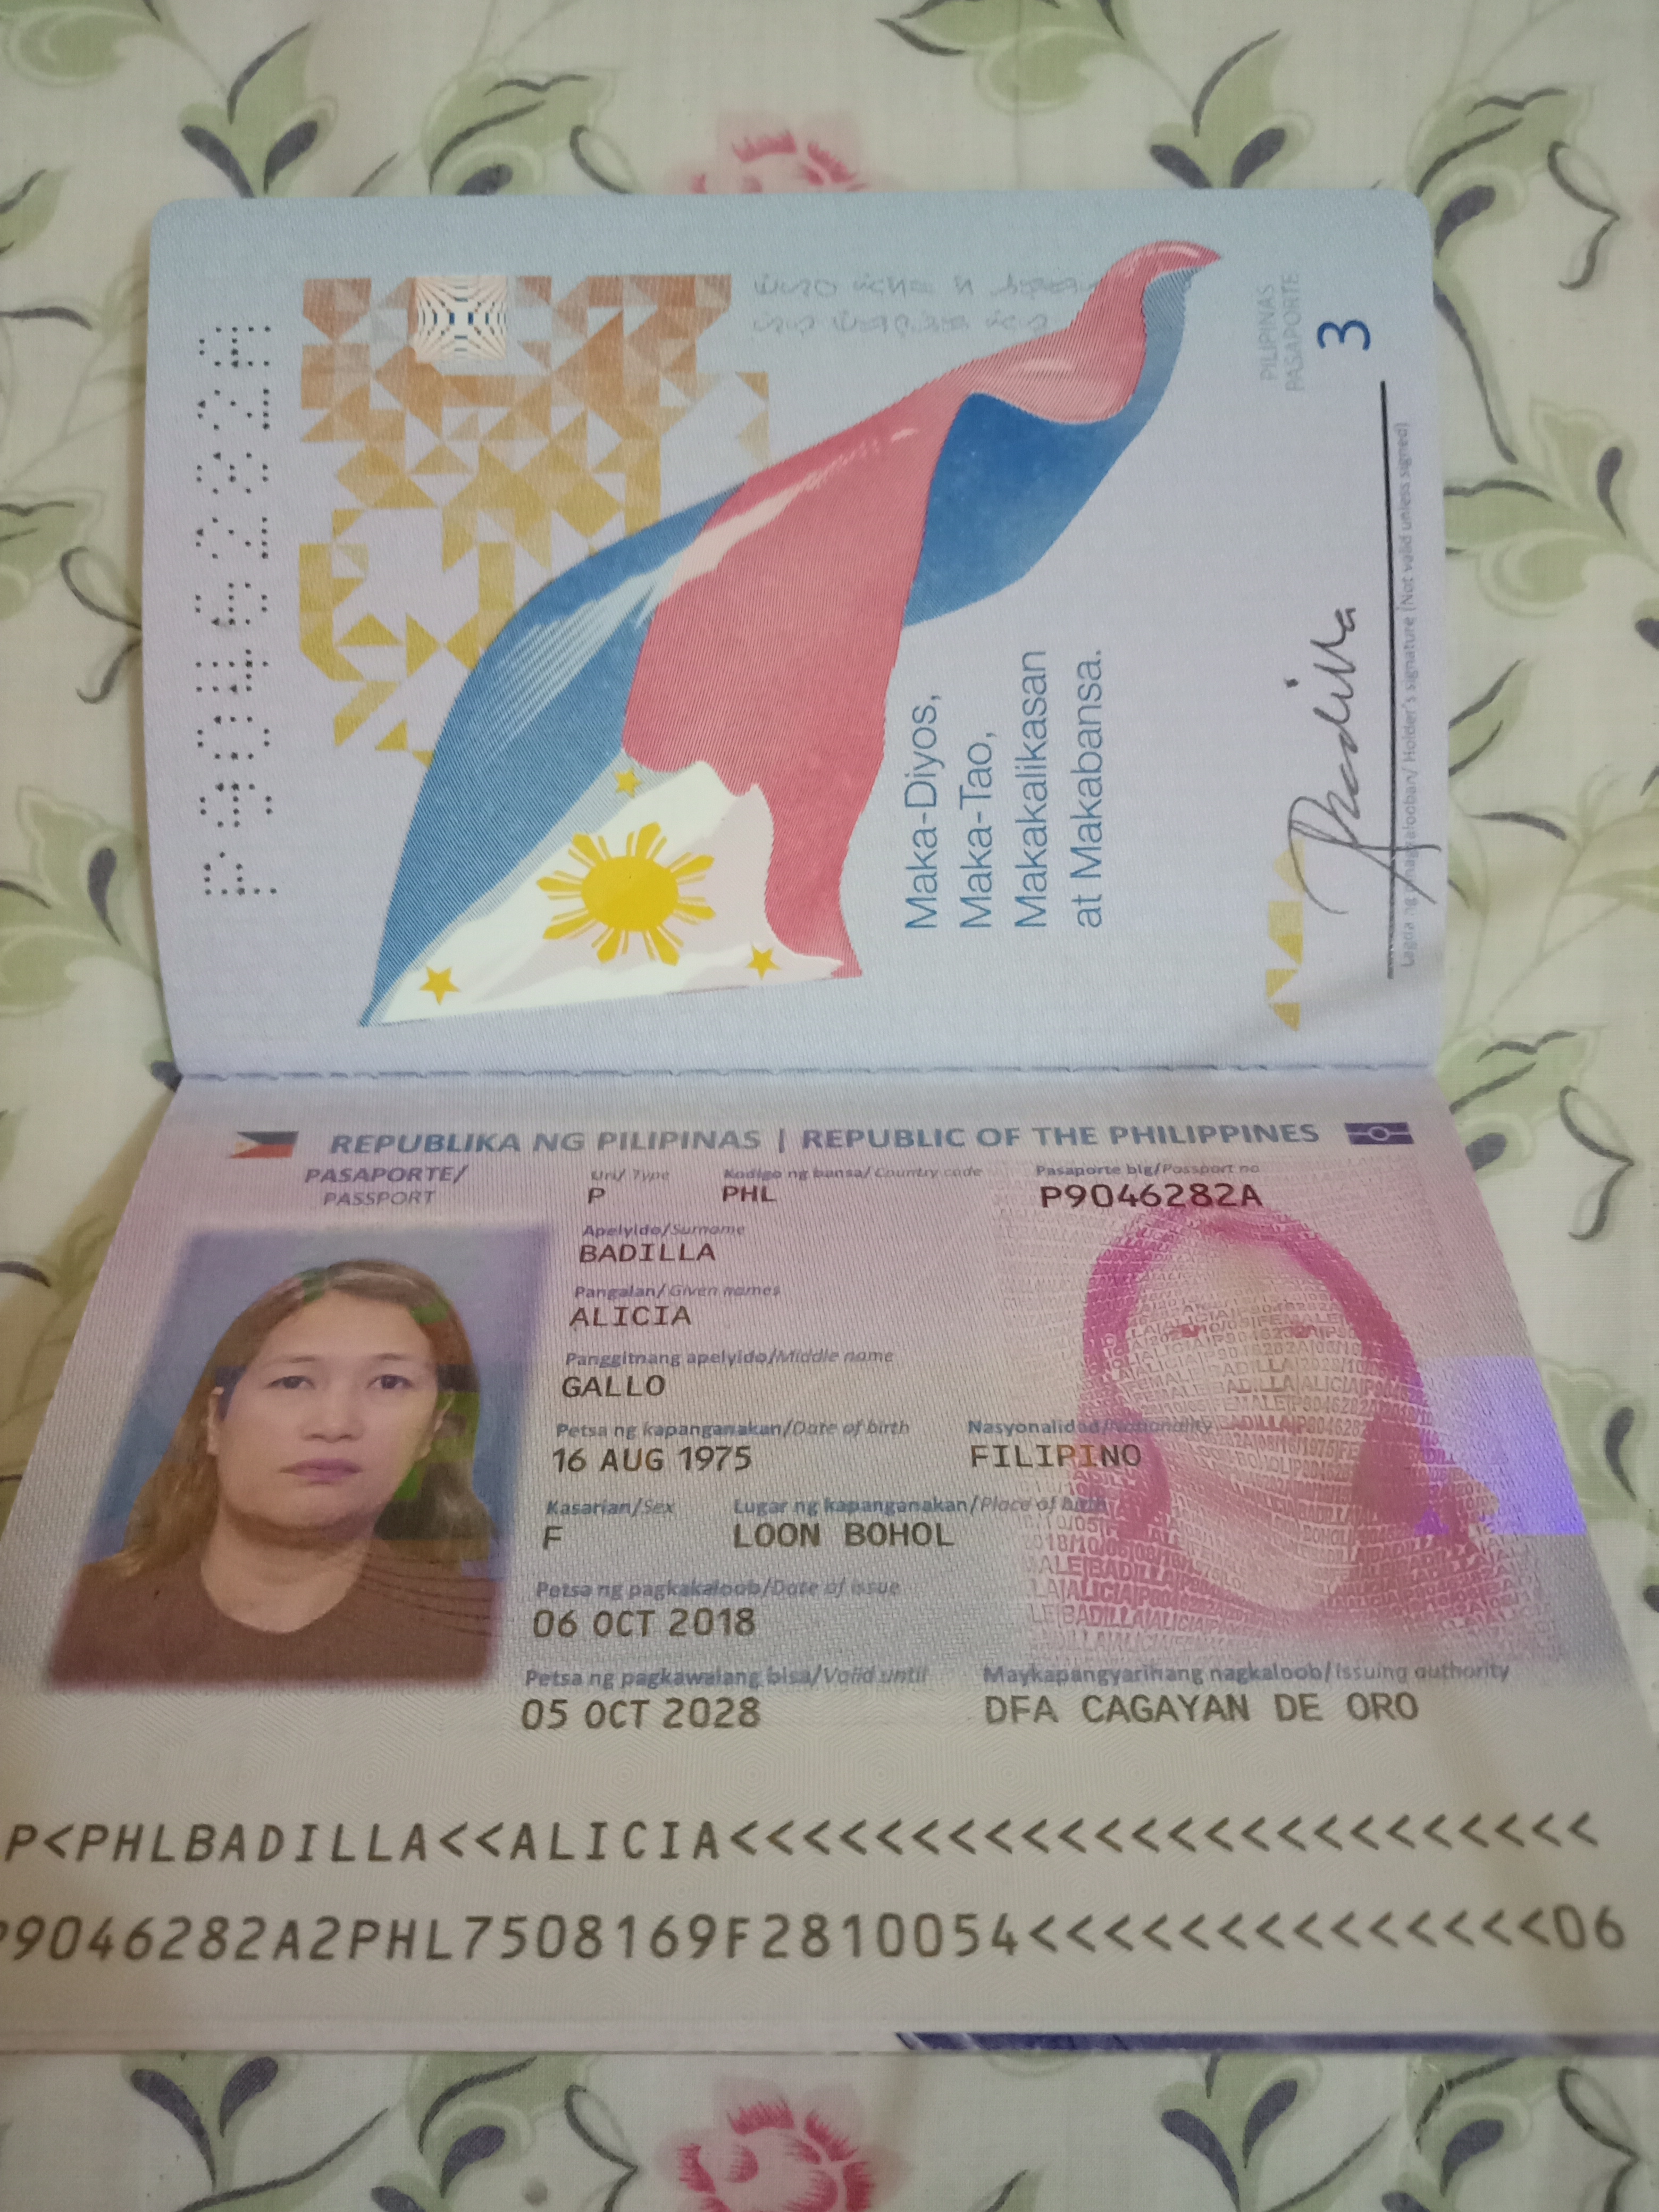 P9046282A
PILIPINAS
PASAPORTE
3
Maka-Diyos,
Maka-Tao,
Makakalikasan
at Makabansa.
Badilla
Lagda ng pinagkalooban/ Holder's signature (Not valid unless signed)
REPUBLIKA NG PILIPINAS | REPUBLIC OF THE PHILIPPINES
PASAPORTE/
PASSPORT
Uri/ Type
P
Kodigo ng bansa/ Country code
PHL
Pasaporte blg/Passport no
P9046282A
Apelyido/Surname
BADILLA
Pangalan/ Given names
ALICIA
Panggitnang apelyido/Middle name
GALLO
Petsa ng kapanganakan/Date of birth
16 AUG 1975
Nasyonalidad/Nationality
FILIPINO
Kasarian/Sex
F
Lugar ng kapanganakan/Place of birth
LOON BOHOL
Petsa ng pagkakaloob/Date of issue
06 OCT 2018
Petsa ng pagkawalang bisa/Valid until
05 OCT 2028
Maykapangyarihang nagkaloob/Issuing authority
DFA CAGAYAN DE ORO
P<PHLBADILLA<<ALICIA<<<<<<<<<<<<<<<<<<<<<<<<
P9046282A2PHL7508169F2810054<<<<<<<<<<<<<<06